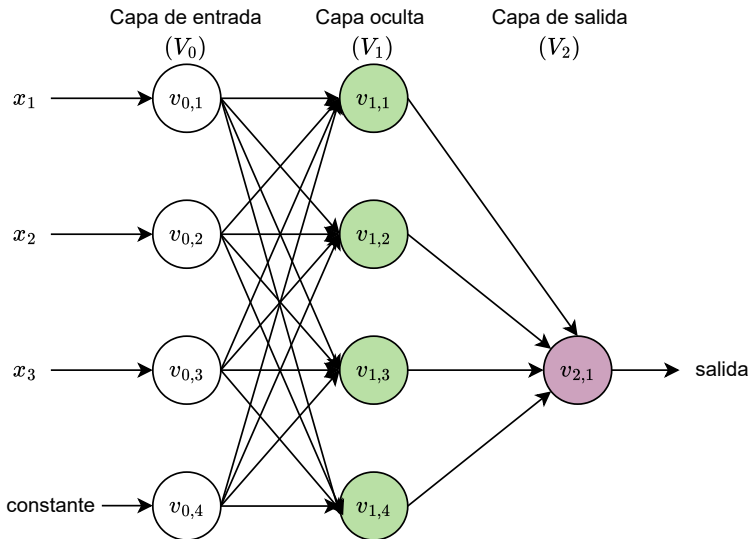 Capa de entrada Capa oculta Capa de salida
(V₀) (V₁) (V₂)
x₁ v₀,₁ v₁,₁
x₂ v₀,₂ v₁,₂
x₃ v₀,₃ v₁,₃ v₂,₁ salida
constante v₀,₄ v₁,₄